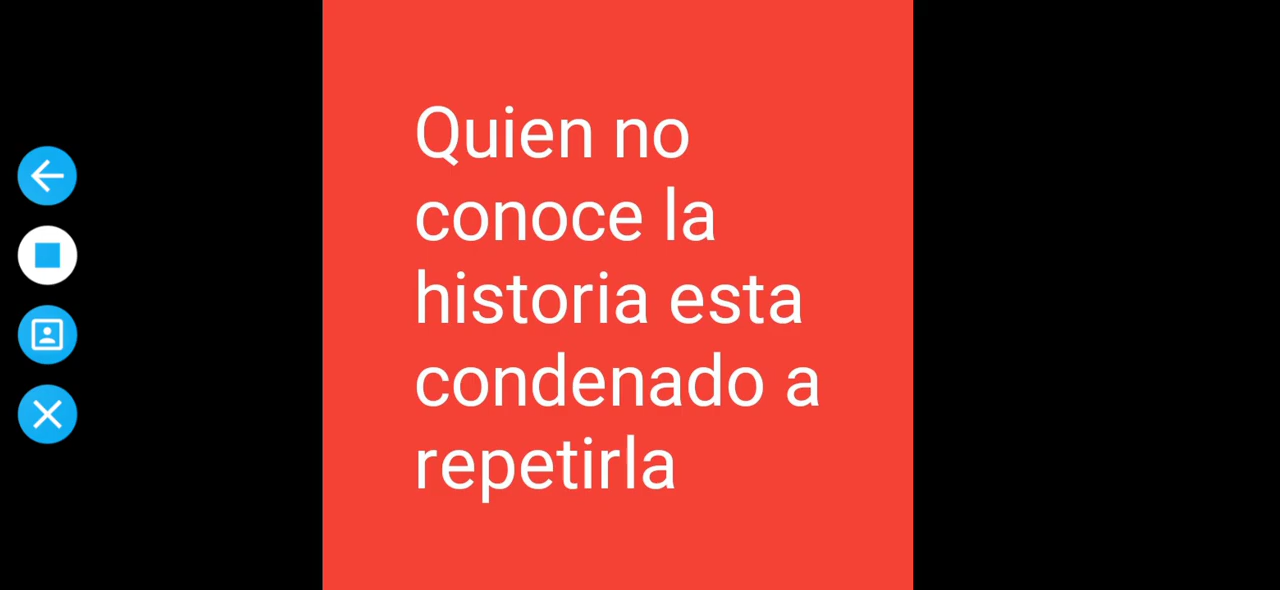 Quien no
conoce la
historia esta
condenado a
repetirla